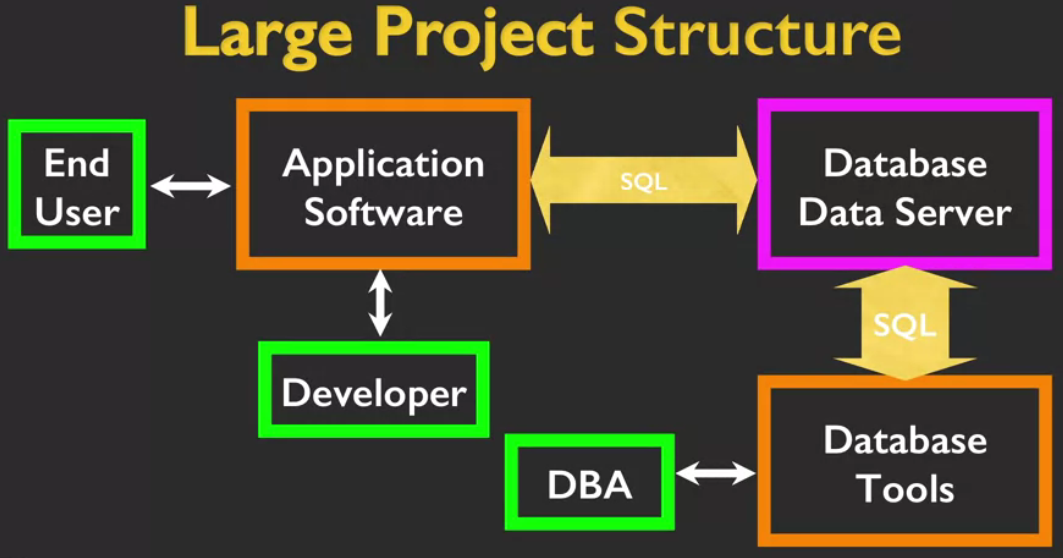 Large Project Structure
End
User
Application
Software
SQL
Database
Data Server
SQL
Developer
DBA
Database
Tools